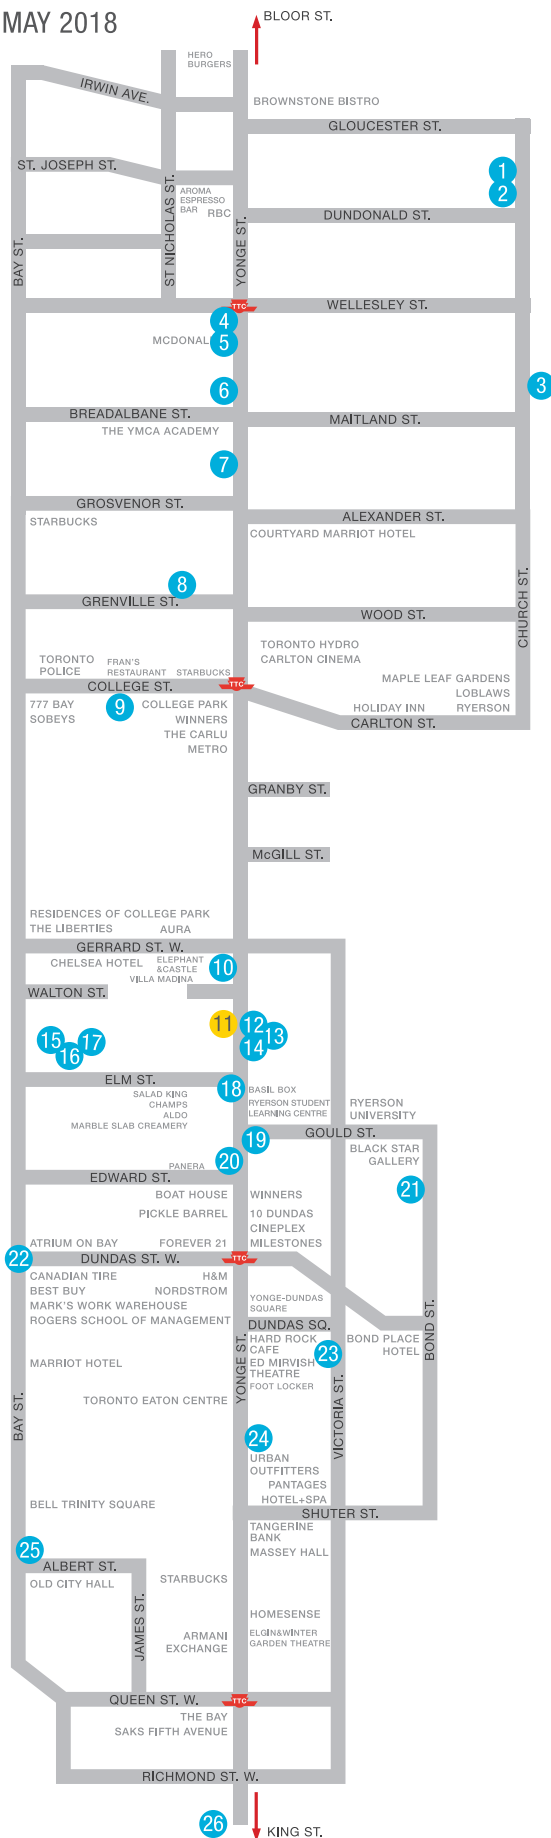 MAY 2018
BLOOR ST.
HERO
BURGERS
IRWIN AVE.
BROWNSTONE BISTRO
GLOUCESTER ST.
ST. JOSEPH ST.
1
AROMA
ESPRESSO
BAR
RBC
2
DUNDONALD ST.
ST NICHOLAS ST.
YONGE ST.
BAY ST.
TTC
WELLESLEY ST.
4
MCDONAL
5
3
6
BREADALBANE ST.
MAITLAND ST.
THE YMCA ACADEMY
7
GROSVENOR ST.
ALEXANDER ST.
STARBUCKS
COURTYARD MARRIOT HOTEL
8
GRENVILLE ST.
WOOD ST.
CHURCH ST.
TORONTO HYDRO
CARLTON CINEMA
TORONTO
POLICE
FRAN'S
RESTAURANT
STARBUCKS
TTC
COLLEGE ST.
MAPLE LEAF GARDENS
LOBLAWS
RYERSON
HOLIDAY INN
777 BAY
SOBEYS
9
COLLEGE PARK
WINNERS
THE CARLU
METRO
CARLTON ST.
GRANBY ST.
McGILL ST.
RESIDENCES OF COLLEGE PARK
THE LIBERTIES
AURA
GERRARD ST. W.
CHELSEA HOTEL
ELEPHANT
&CASTLE
VILLA MADINA
10
WALTON ST.
11
12
13
14
15
16
17
ELM ST.
18
BASIL BOX
RYERSON STUDENT
LEARNING CENTRE
RYERSON
UNIVERSITY
SALAD KING
CHAMPS
ALDO
MARBLE SLAB CREAMERY
19
GOULD ST.
BLACK STAR
GALLERY
PANERA
20
EDWARD ST.
21
BOAT HOUSE
WINNERS
PICKLE BARREL
10 DUNDAS
CINEPLEX
MILESTONES
ATRIUM ON BAY
FOREVER 21
22
DUNDAS ST. W.
TTC
CANADIAN TIRE
H&M
BEST BUY
NORDSTROM
MARK'S WORK WAREHOUSE
ROGERS SCHOOL OF MANAGEMENT
YONGE-DUNDAS
SQUARE
DUNDAS SQ.
BOND ST.
HARD ROCK
CAFE
ED MIRVISH
THEATRE
FOOT LOCKER
23
BOND PLACE
HOTEL
MARRIOT HOTEL
YONGE ST.
BAY ST.
VICTORIA ST.
TORONTO EATON CENTRE
24
URBAN
OUTFITTERS
PANTAGES
HOTEL+SPA
BELL TRINITY SQUARE
SHUTER ST.
TANGERINE
BANK
MASSEY HALL
25
ALBERT ST.
OLD CITY HALL
STARBUCKS
JAMES ST.
HOMESENSE
ARMANI
EXCHANGE
ELGIN&WINTER
GARDEN THEATRE
QUEEN ST. W.
TTC
THE BAY
SAKS FIFTH AVENUE
RICHMOND ST. W.
26
KING ST.